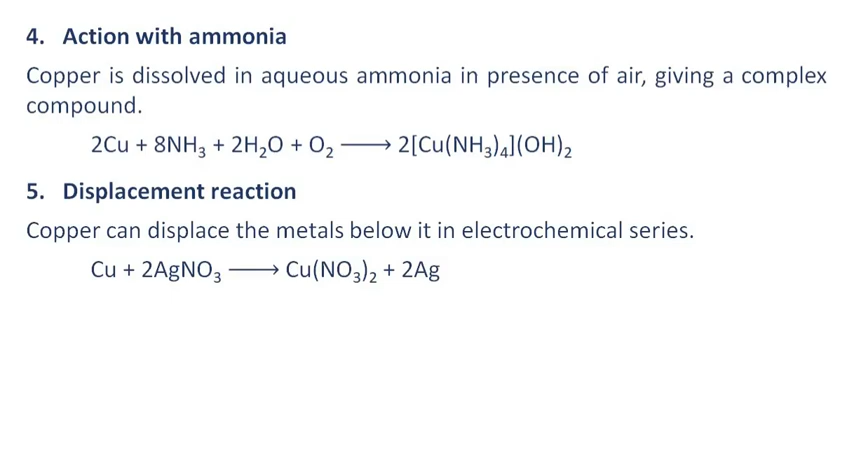 4. Action with ammonia
Copper is dissolved in aqueous ammonia in presence of air, giving a complex
compound.
2Cu + 8NH₃ + 2H₂O + O₂ ⟶ 2[Cu(NH₃)₄](OH)₂
5. Displacement reaction
Copper can displace the metals below it in electrochemical series.
Cu + 2AgNO₃ ⟶ Cu(NO₃)₂ + 2Ag